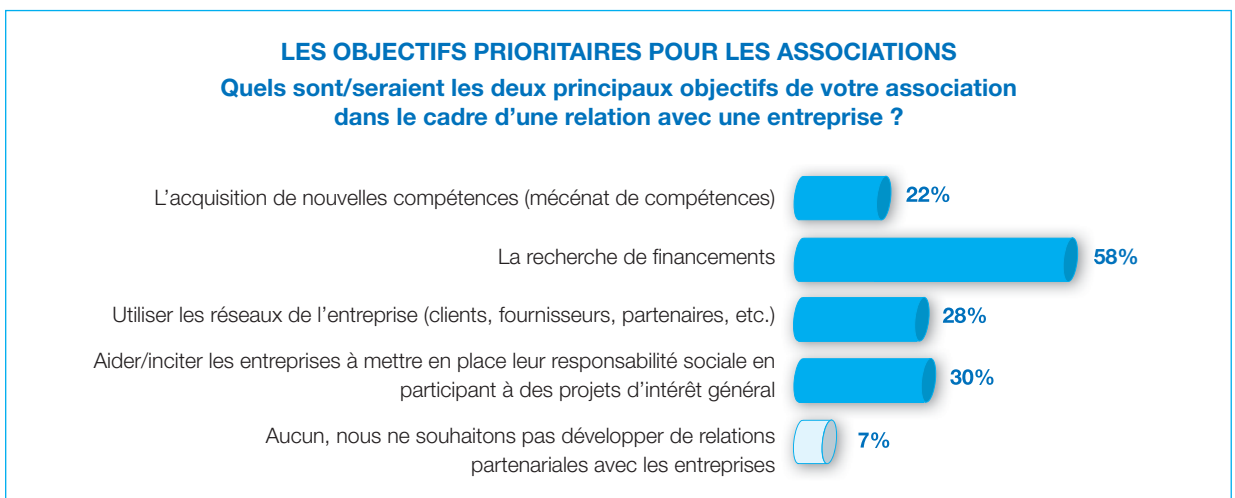 LES OBJECTIFS PRIORITAIRES POUR LES ASSOCIATIONS
Quels sont/seraient les deux principaux objectifs de votre association
dans le cadre d’une relation avec une entreprise ?
L’acquisition de nouvelles compétences (mécénat de compétences)
22%
La recherche de financements
58%
Utiliser les réseaux de l’entreprise (clients, fournisseurs, partenaires, etc.)
28%
Aider/inciter les entreprises à mettre en place leur responsabilité sociale en
participant à des projets d’intérêt général
30%
Aucun, nous ne souhaitons pas développer de relations
partenariales avec les entreprises
7%